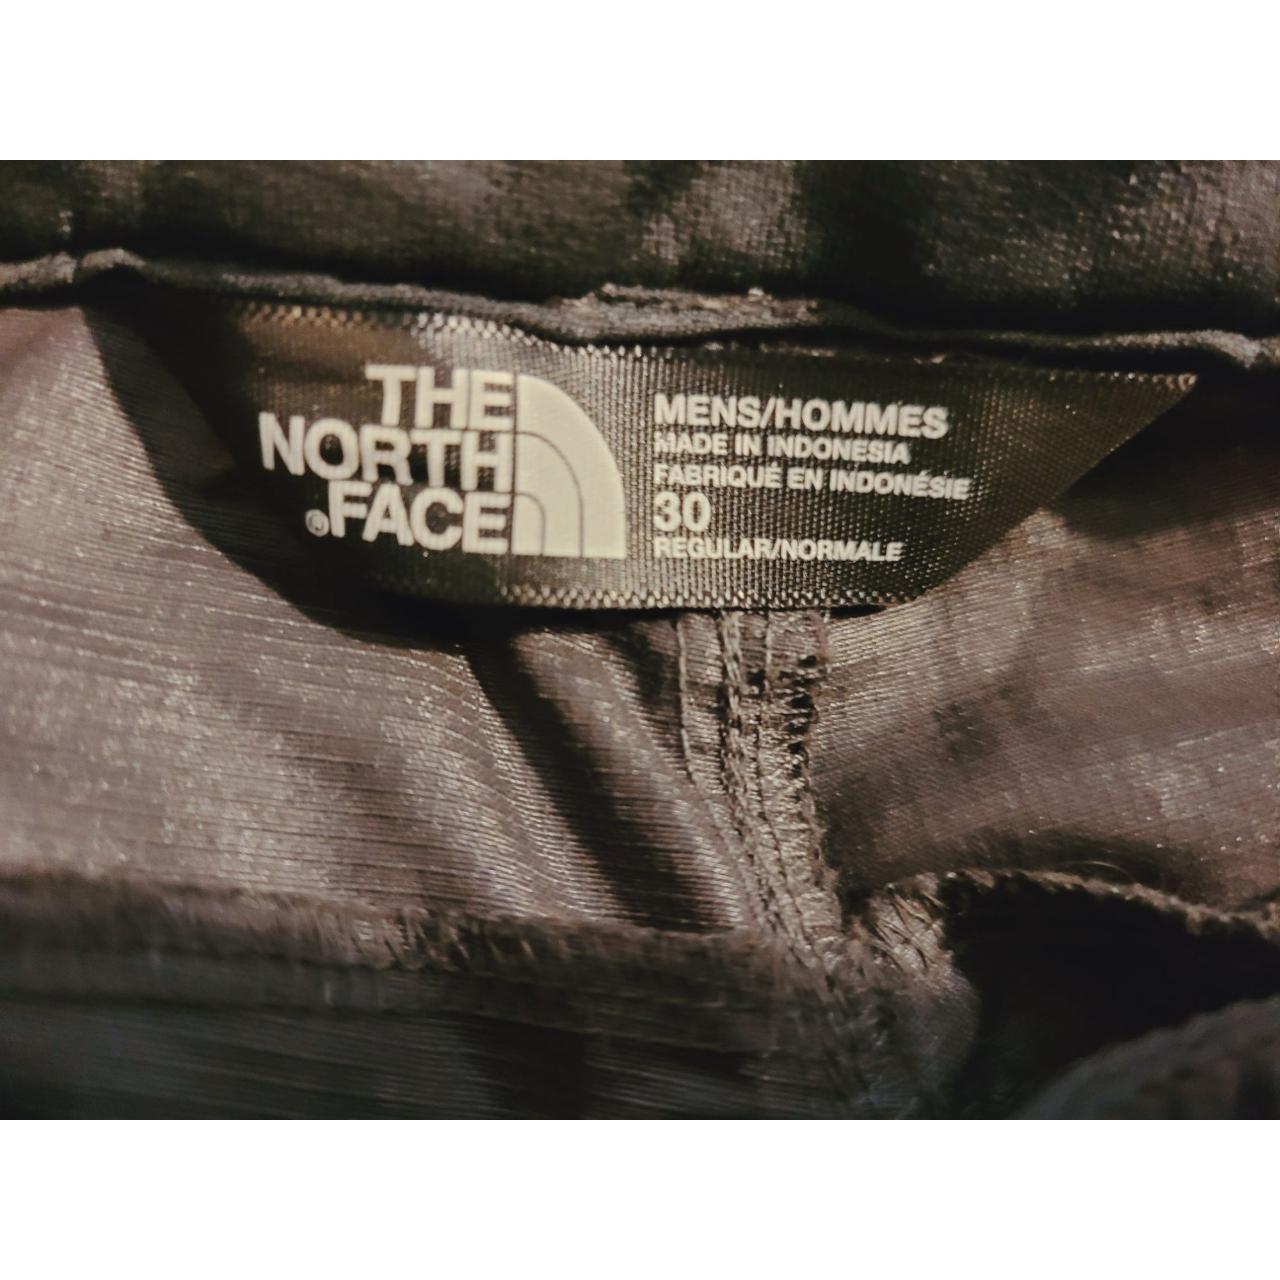 THE
NORTH
®FACE
MENS/HOMMES
MADE IN INDONESIA
FABRIQUÉ EN INDONÉSIE
30
REGULAR/NORMALE